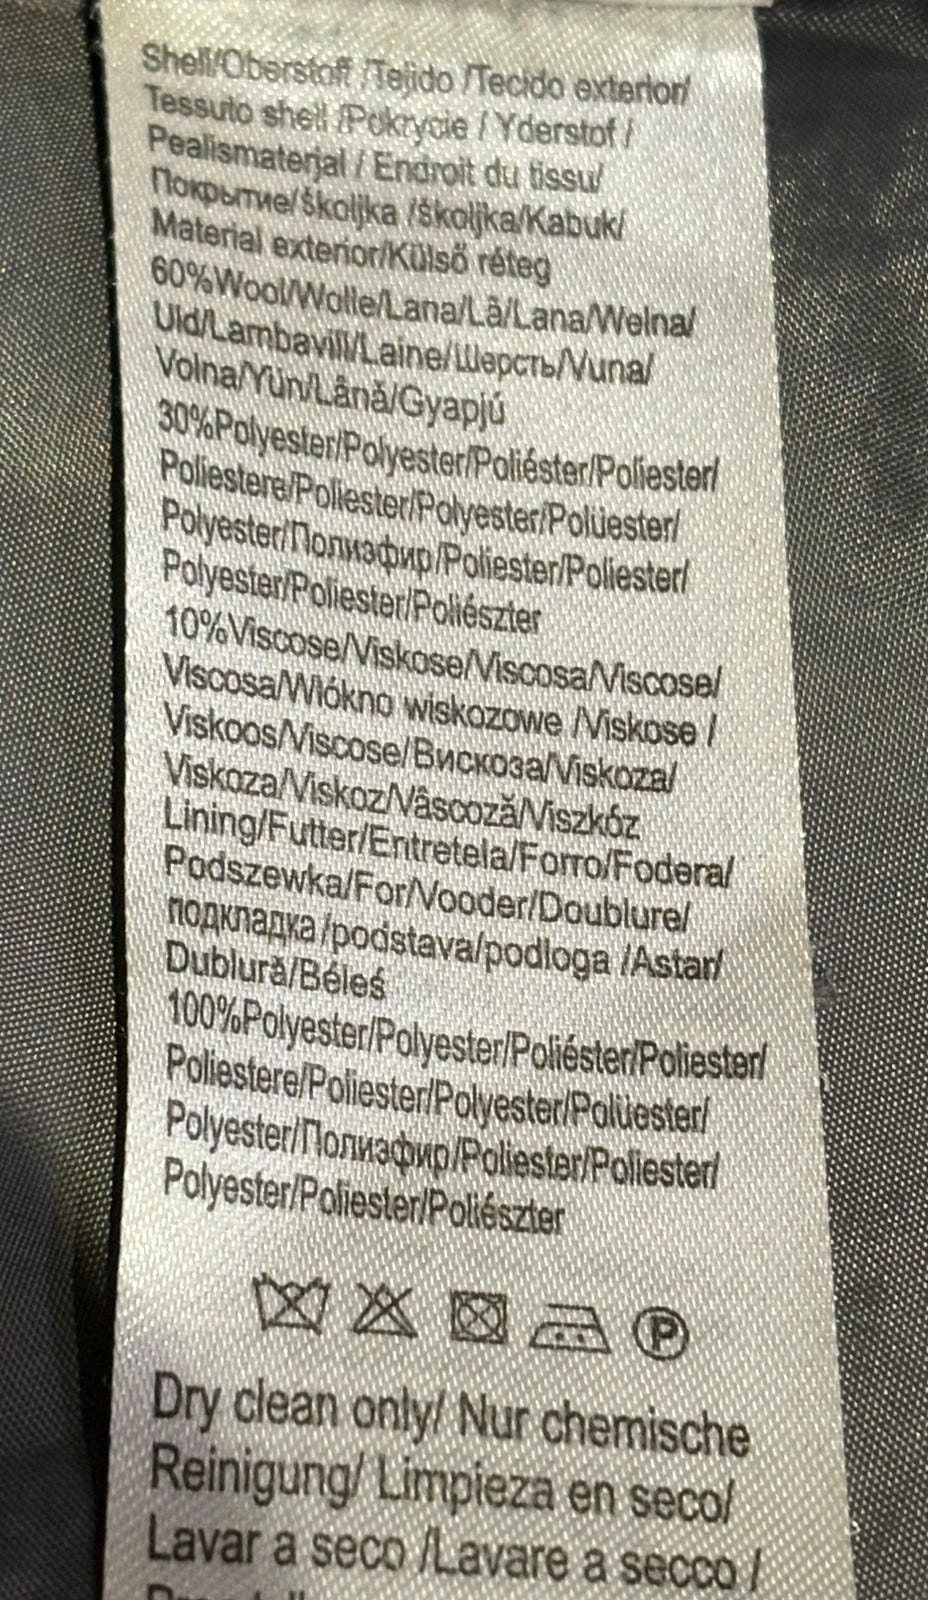 Shell/Oberstoff /Tejido /Tecido exterior/
Tessuto shell /Pokrycie / Yderstof /
Pealismaterjal / Endroit du tissu/
Покрытие/školjka /školjka/Kabuk/
Material exterior/Külső réteg
60%Wool/Wolle/Lana/Lã/Lana/Wełna/
Uld/Lambavill/Laine/Шерсть/Vuna/
Volna/Yün/Lână/Gyapjú
30%Polyester/Polyester/Poliéster/Poliester/
Poliestere/Poliester/Polyester/Polüester/
Polyester/Полиэфир/Poliester/Poliester/
Polyester/Poliester/Poliészter
10%Viscose/Viskose/Viscosa/Viscose/
Viscosa/Włókno wiskozowe /Viskose /
Viskoos/Viscose/Вискоза/Viskoza/
Viskoza/Viskoz/Vâscoză/Viszkóz
Lining/Futter/Entretela/Forro/Fodera/
Podszewka/For/Vooder/Doublure/
подкладка/podstava/podloga /Astar/
Dublură/Béleś
100%Polyester/Polyester/Poliéster/Poliester/
Poliestere/Poliester/Polyester/Polüester/
Polyester/Полиэфир/Poliester/Poliester/
Polyester/Poliester/Poliészter
P
Dry clean only/ Nur chemische
Reinigung/ Limpieza en seco/
Lavar a seco /Lavare a secco /